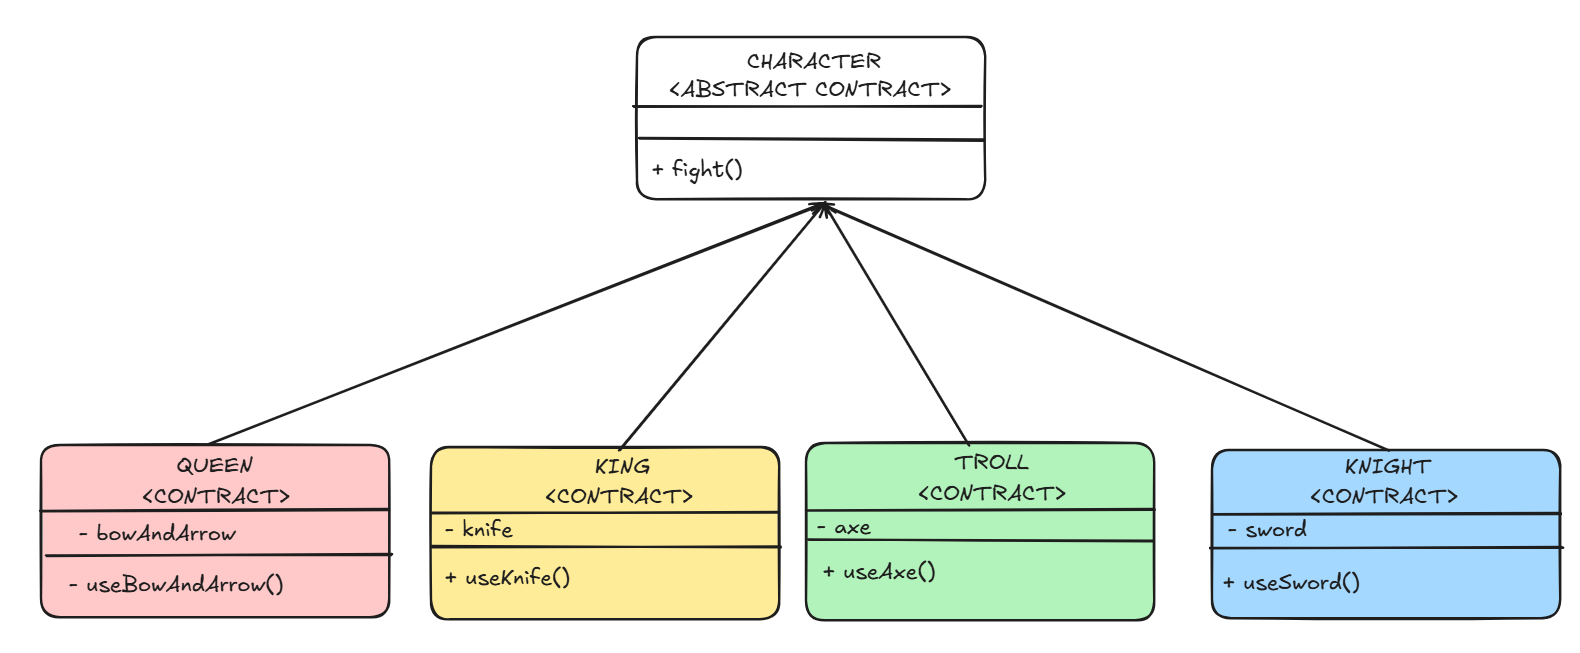 CHARACTER
<ABSTRACT CONTRACT>
+ fight()
QUEEN
<CONTRACT>
- bowAndArrow
- useBowAndArrow()
KING
<CONTRACT>
- knife
+ useKnife()
TROLL
<CONTRACT>
- axe
+ useAxe()
KNIGHT
<CONTRACT>
- sword
+ useSword()